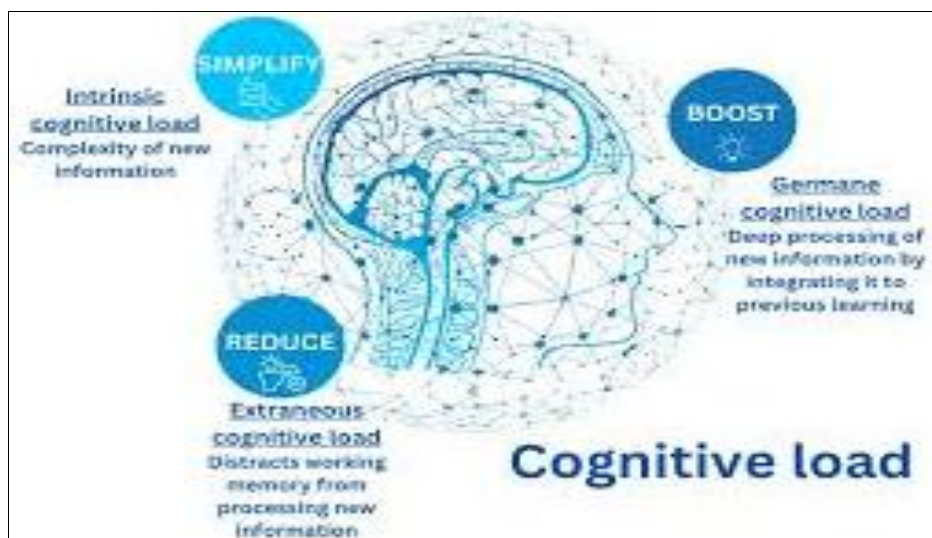 SIMPLIFY
Intrinsic
cognitive load
Complexity of new
information
BOOST
Germane
cognitive load
Deep processing of
new information by
integrating it to
previous learning
REDUCE
Extraneous
cognitive load
Distracts working
memory from
processing new
information
Cognitive load